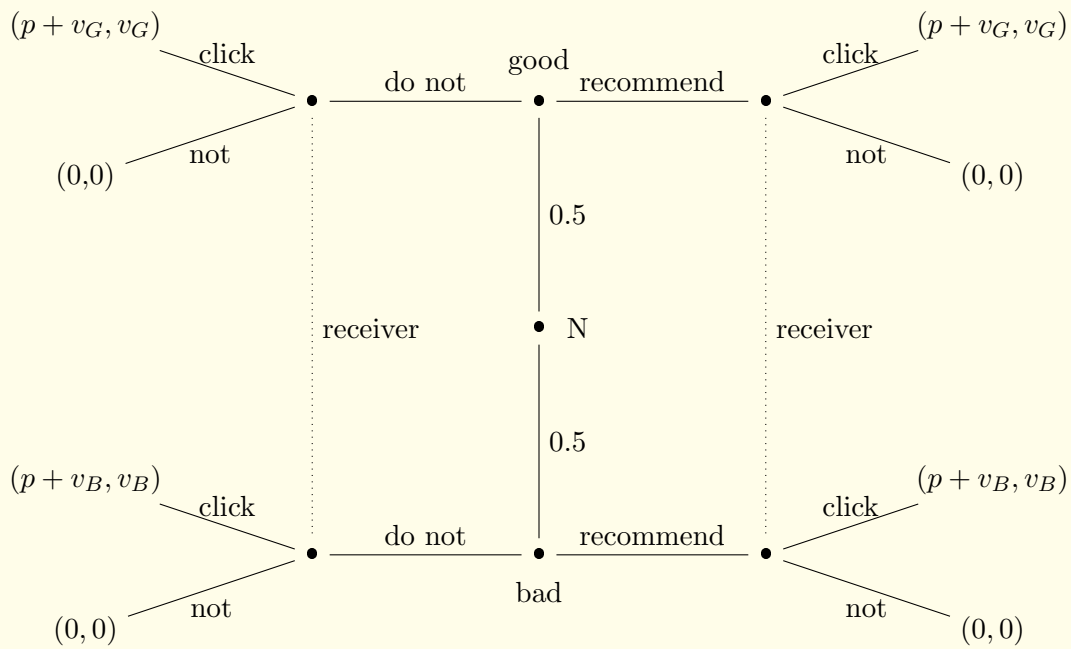 (p + v_G, v_G)
(p + v_G, v_G)
click
click
good
do not
recommend
not
not
(0,0)
(0, 0)
0.5
receiver
N
receiver
0.5
(p + v_B, v_B)
(p + v_B, v_B)
click
click
do not
recommend
not
bad
not
(0, 0)
(0, 0)